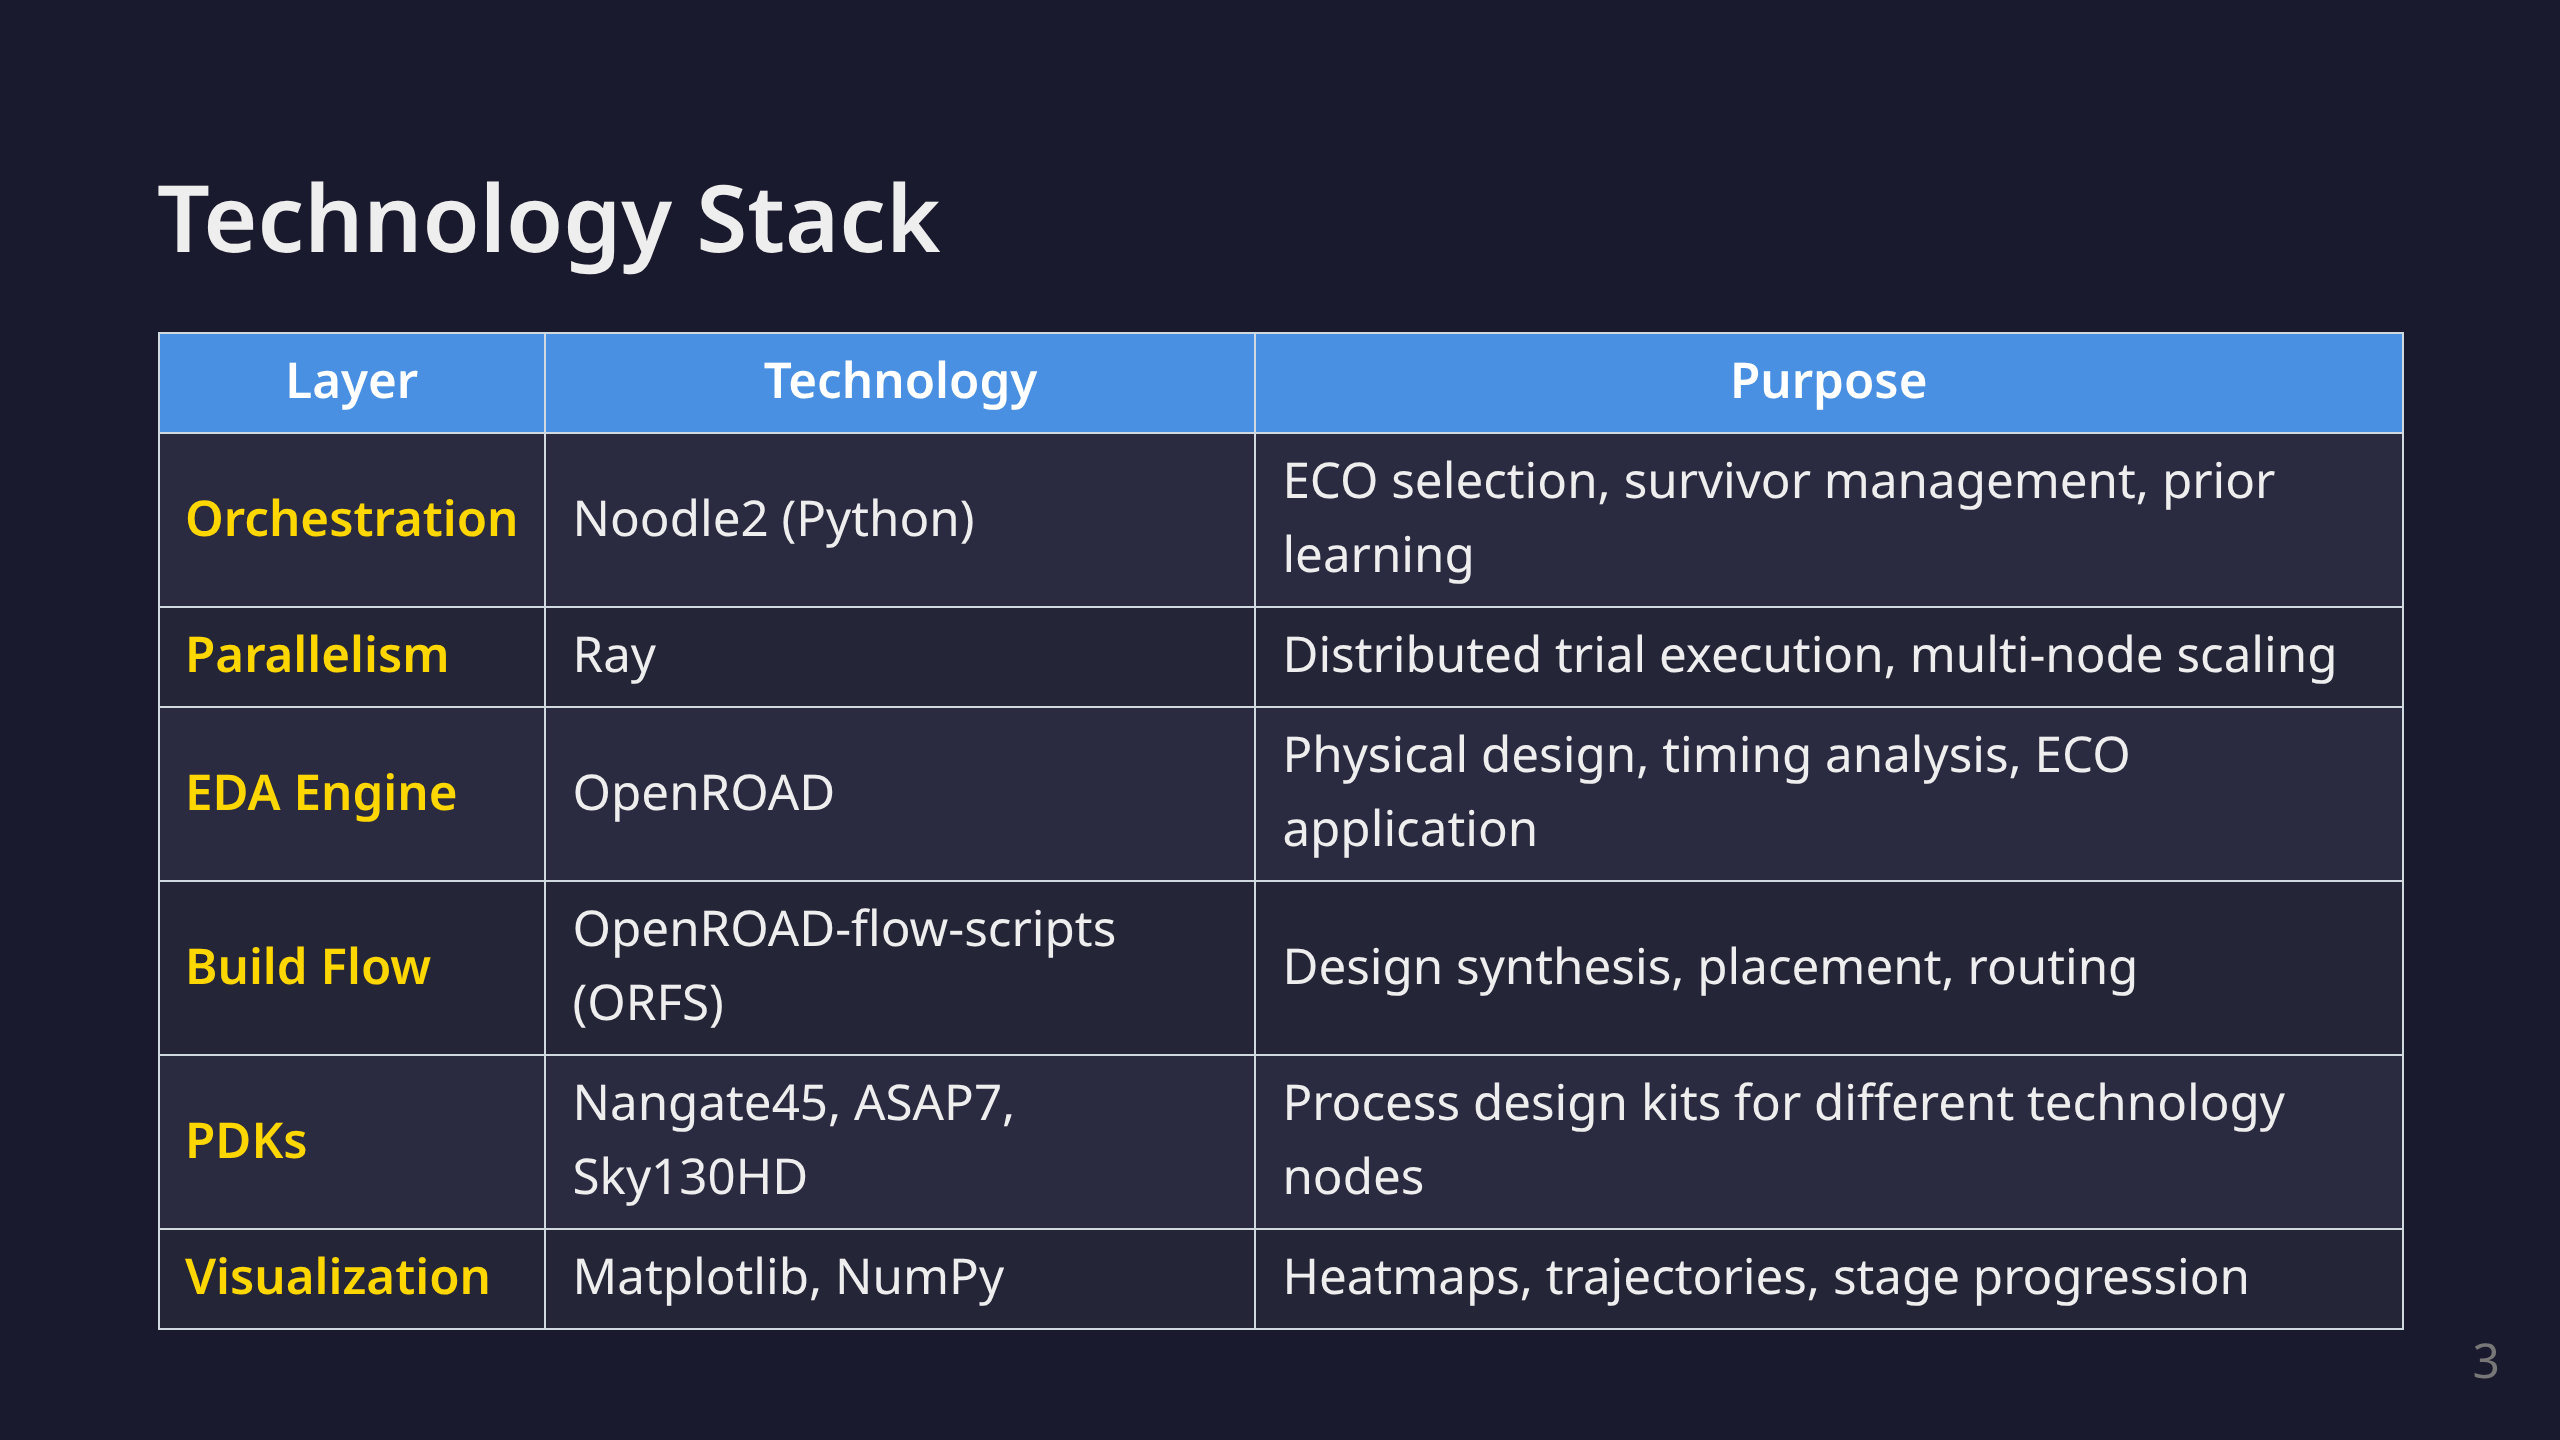 Technology Stack
Layer Technology Purpose
Orchestration Noodle2 (Python) ECO selection, survivor management, prior
learning
Parallelism Ray Distributed trial execution, multi-node scaling
EDA Engine OpenROAD Physical design, timing analysis, ECO
application
Build Flow OpenROAD-flow-scripts
(ORFS) Design synthesis, placement, routing
PDKs Nangate45, ASAP7,
Sky130HD Process design kits for different technology
nodes
Visualization Matplotlib, NumPy Heatmaps, trajectories, stage progression
3